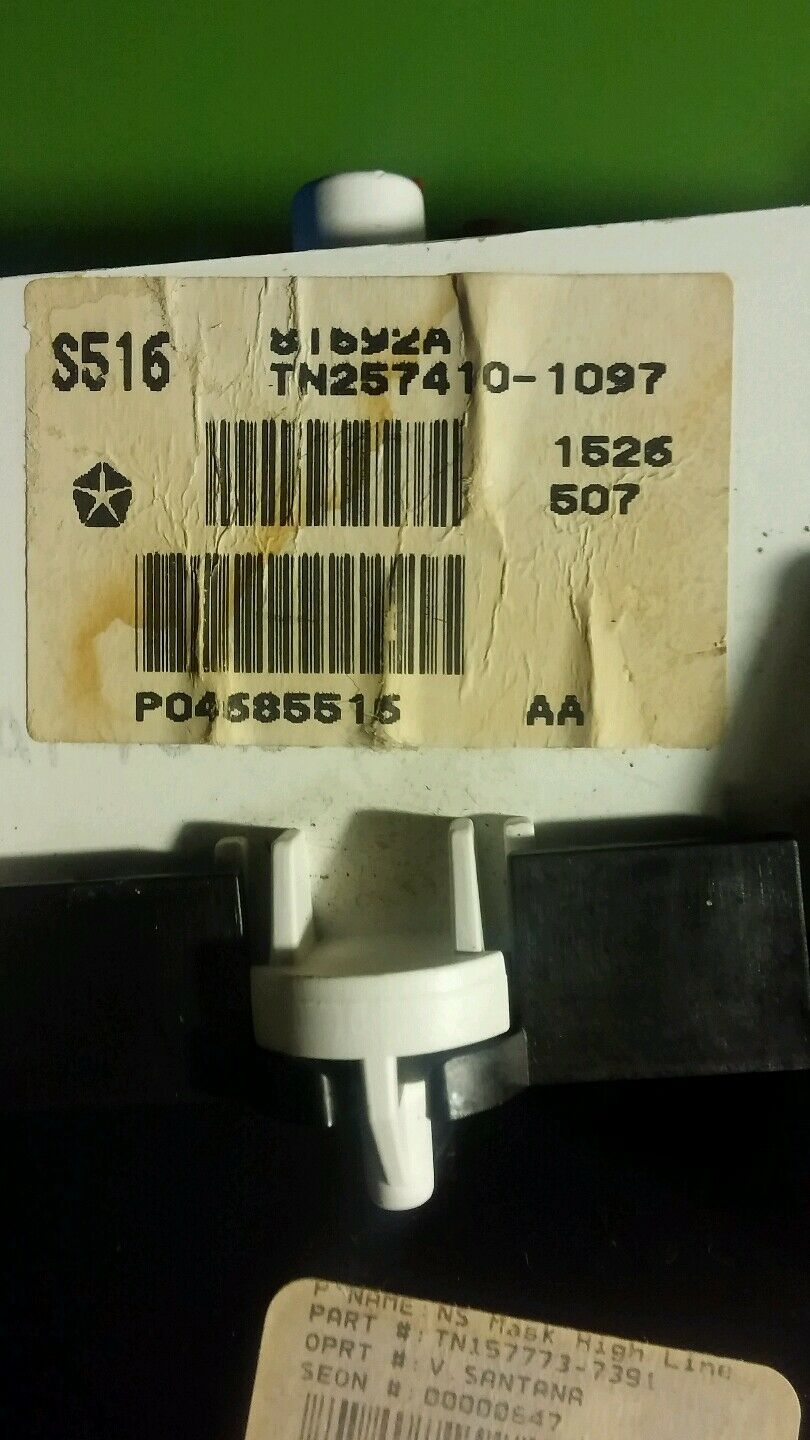 S516
81692A
TN257410-1097
1526
507
P04685516 AA
P NAME: NS Mask High Line
PART #: TN157773-7391
OPRT #: V. SANTANA
SEQN #: 00000647